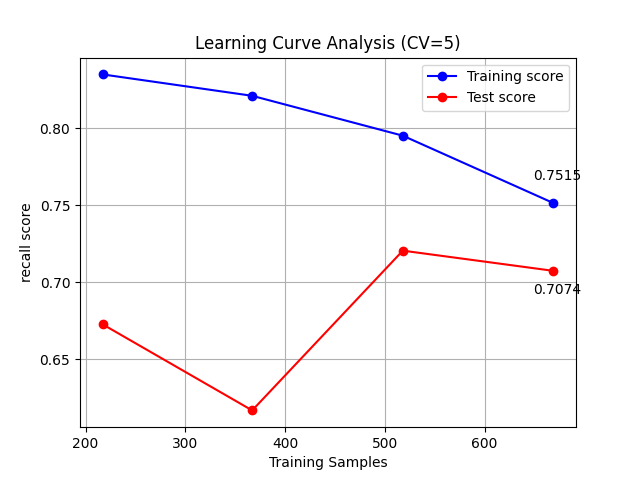 Learning Curve Analysis (CV=5)
Training score
Test score
0.80
0.75
0.70
0.65
recall score
0.7515
0.7074
200
300
400
500
600
Training Samples